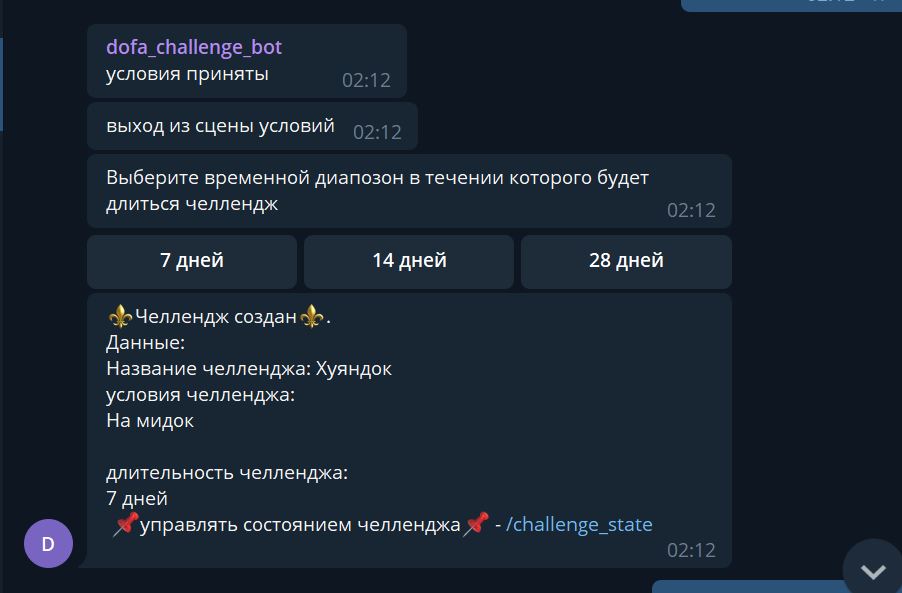 dofa_challenge_bot
условия приняты
02:12
выход из сцены условий
02:12
Выберите временной диапозон в течении которого будет
длиться челлендж
02:12
7 дней
14 дней
28 дней
⚜️Челлендж создан⚜️.
Данные:
Название челленджа: Хуяндок
условия челленджа:
На мидок
длительность челленджа:
7 дней
📌управлять состоянием челленджа📌 - /challenge_state
02:12
D